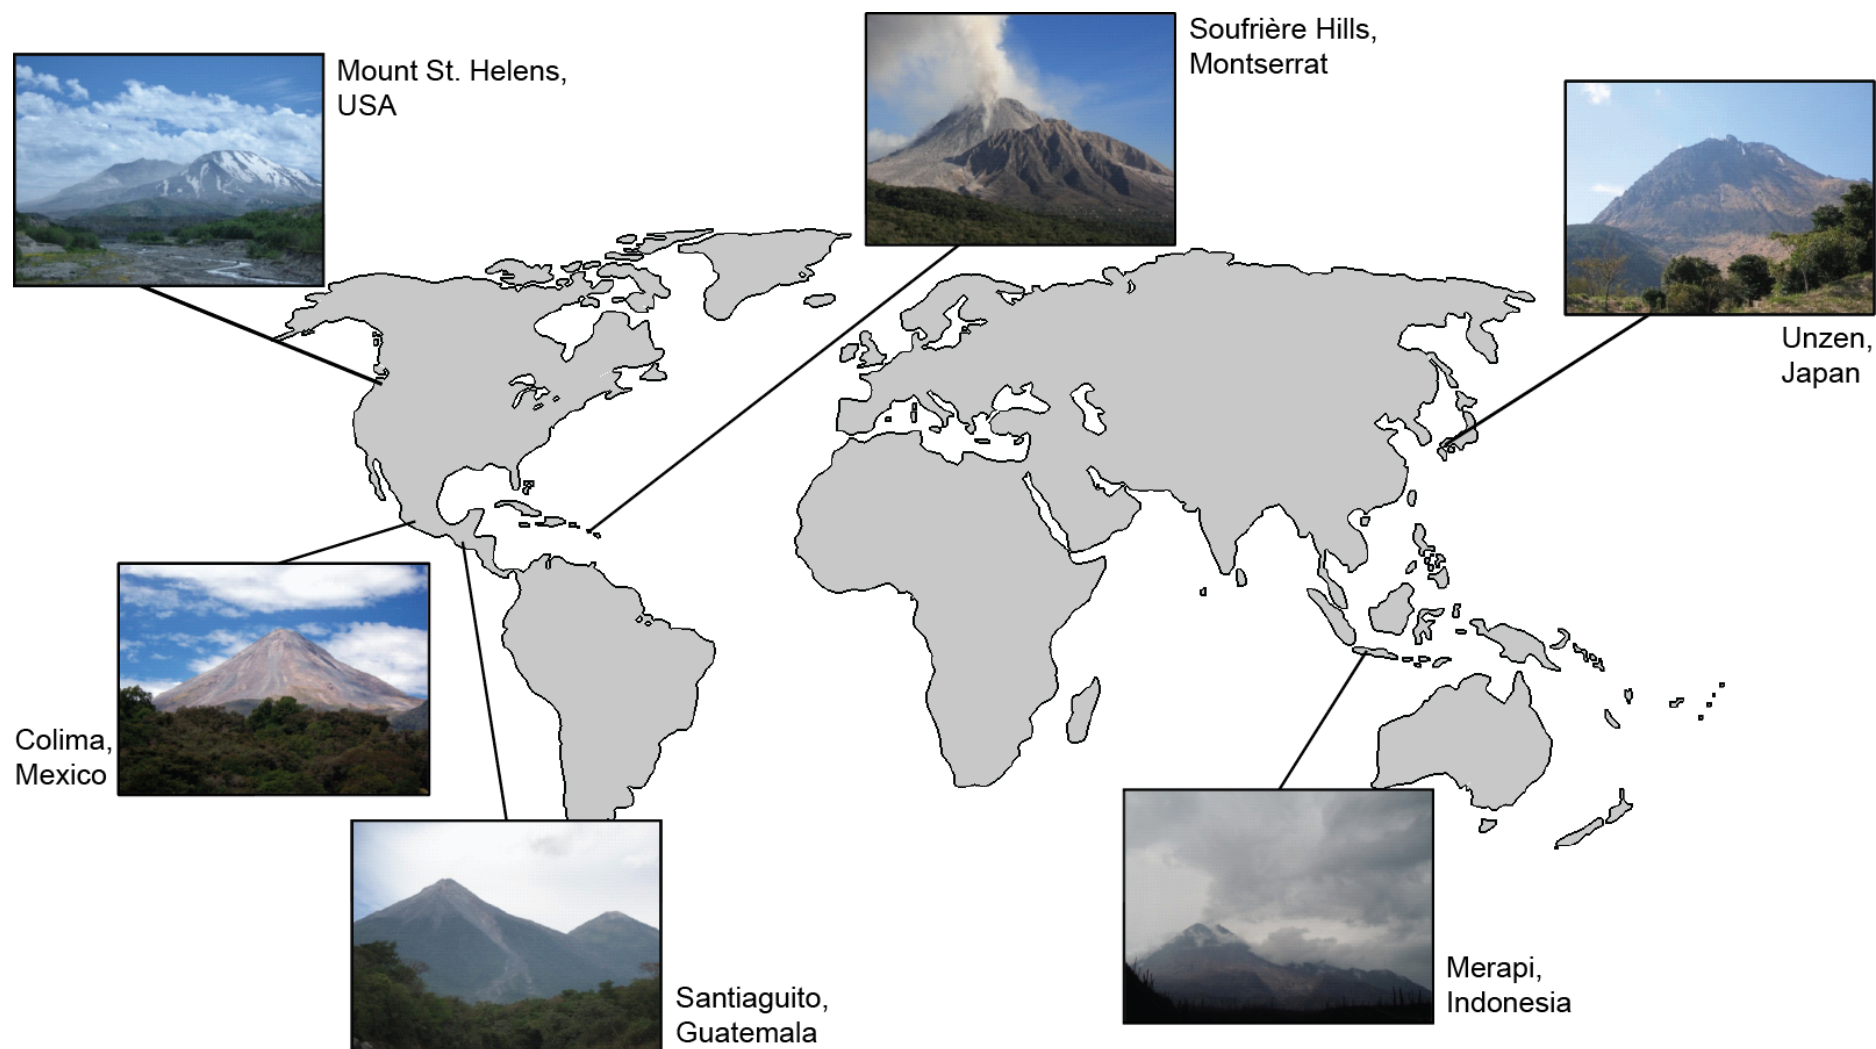 Mount St. Helens,
USA
Soufrière Hills,
Montserrat
Unzen,
Japan
Colima,
Mexico
Santiaguito,
Guatemala
Merapi,
Indonesia